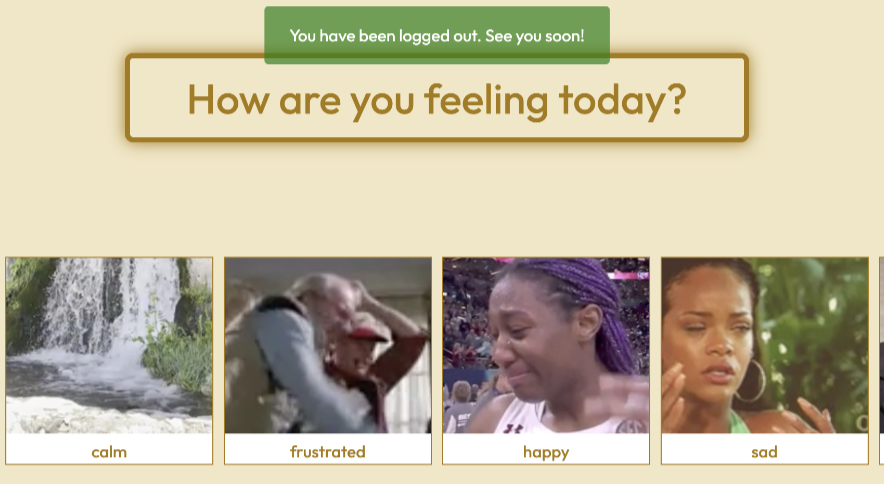 You have been logged out. See you soon!
How are you feeling today?
calm
frustrated
happy
sad